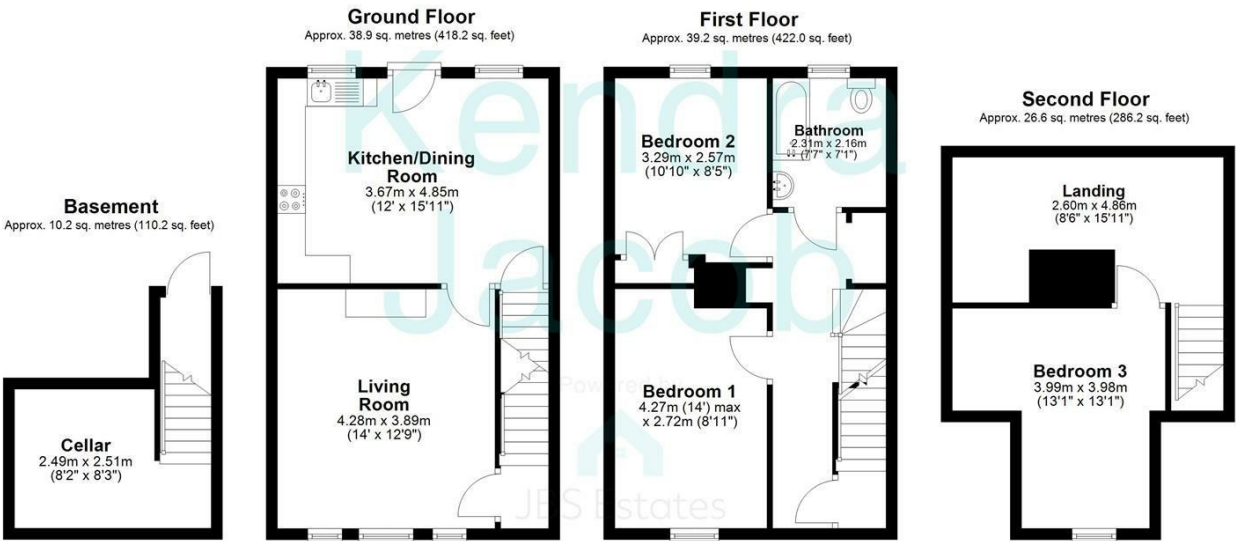 Ground Floor
Approx. 38.9 sq. metres (418.2 sq. feet)
First Floor
Approx. 39.2 sq. metres (422.0 sq. feet)
Second Floor
Approx. 26.6 sq. metres (286.2 sq. feet)
Basement
Approx. 10.2 sq. metres (110.2 sq. feet)
Kitchen/Dining
Room
3.67m x 4.85m
(12' x 15'11")
Bedroom 2
3.29m x 2.57m
(10'10" x 8'5")
Bathroom
2.31m x 2.16m
(7'7" x 7'1")
Landing
2.60m x 4.86m
(8'6" x 15'11")
Living
Room
4.28m x 3.89m
(14' x 12'9")
Bedroom 1
4.27m (14') max
x 2.72m (8'11")
Bedroom 3
3.99m x 3.98m
(13'1" x 13'1")
Cellar
2.49m x 2.51m
(8'2" x 8'3")
Kendra
Jacob
Powered by
JBS Estates